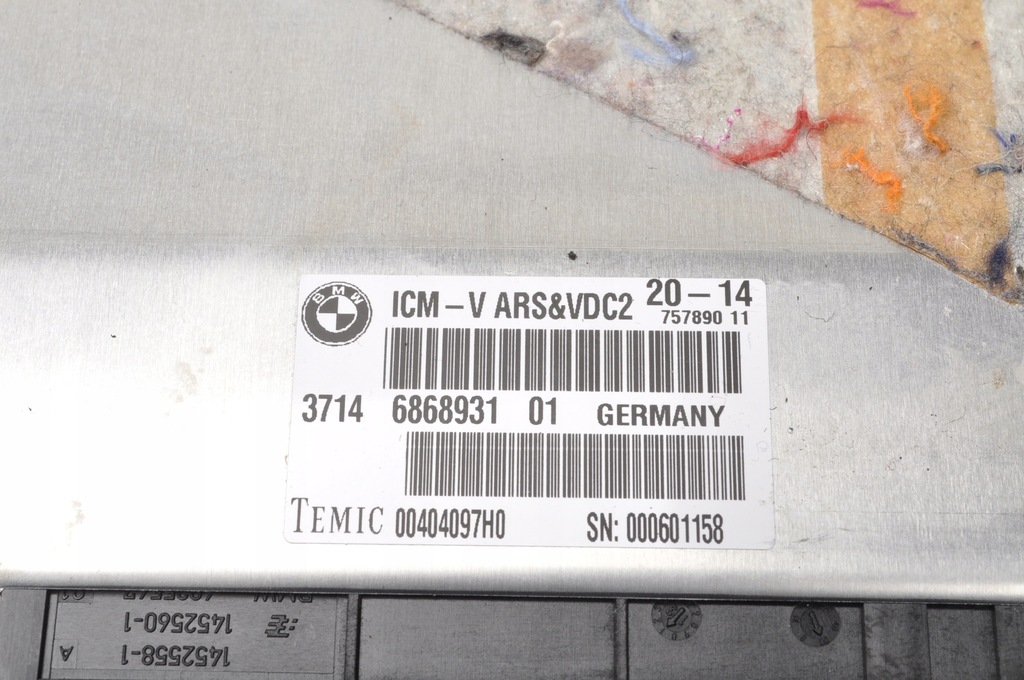 BMW
ICM – V ARS&VDC2 20 – 14
757890 11
3714 6868931 01 GERMANY
TEMIC 00404097H0 SN: 000601158
1452560-1
A 1452558-1